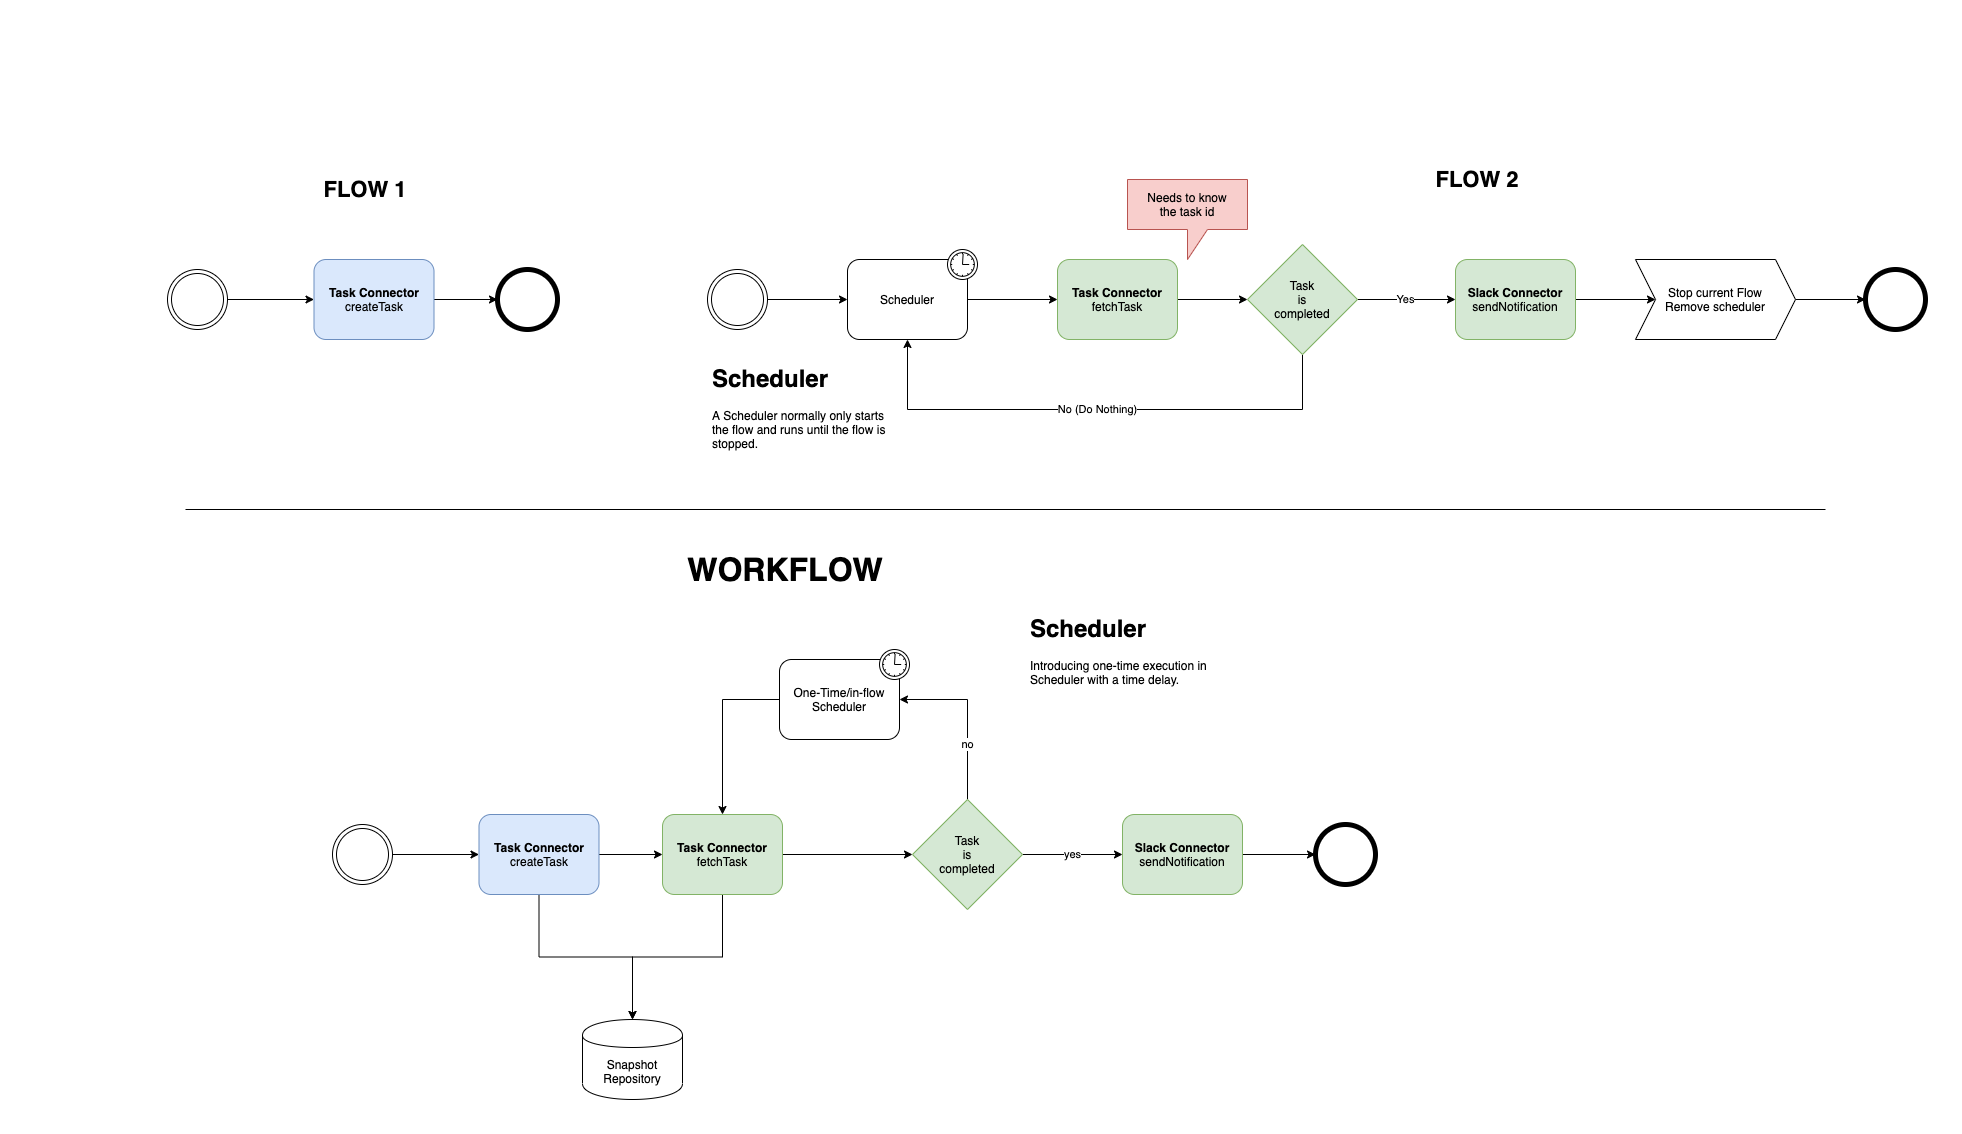 FLOW 1
Task Connector
createTask
FLOW 2
Needs to know
the task id
Scheduler
Task Connector
fetchTask
Task
is
completed
Yes
Slack Connector
sendNotification
Stop current Flow
Remove scheduler
No (Do Nothing)
Scheduler
A Scheduler normally only starts
the flow and runs until the flow is
stopped.
WORKFLOW
Scheduler
Introducing one-time execution in
Scheduler with a time delay.
One-Time/in-flow
Scheduler
no
Task Connector
createTask
Task Connector
fetchTask
Task
is
completed
yes
Slack Connector
sendNotification
Snapshot
Repository